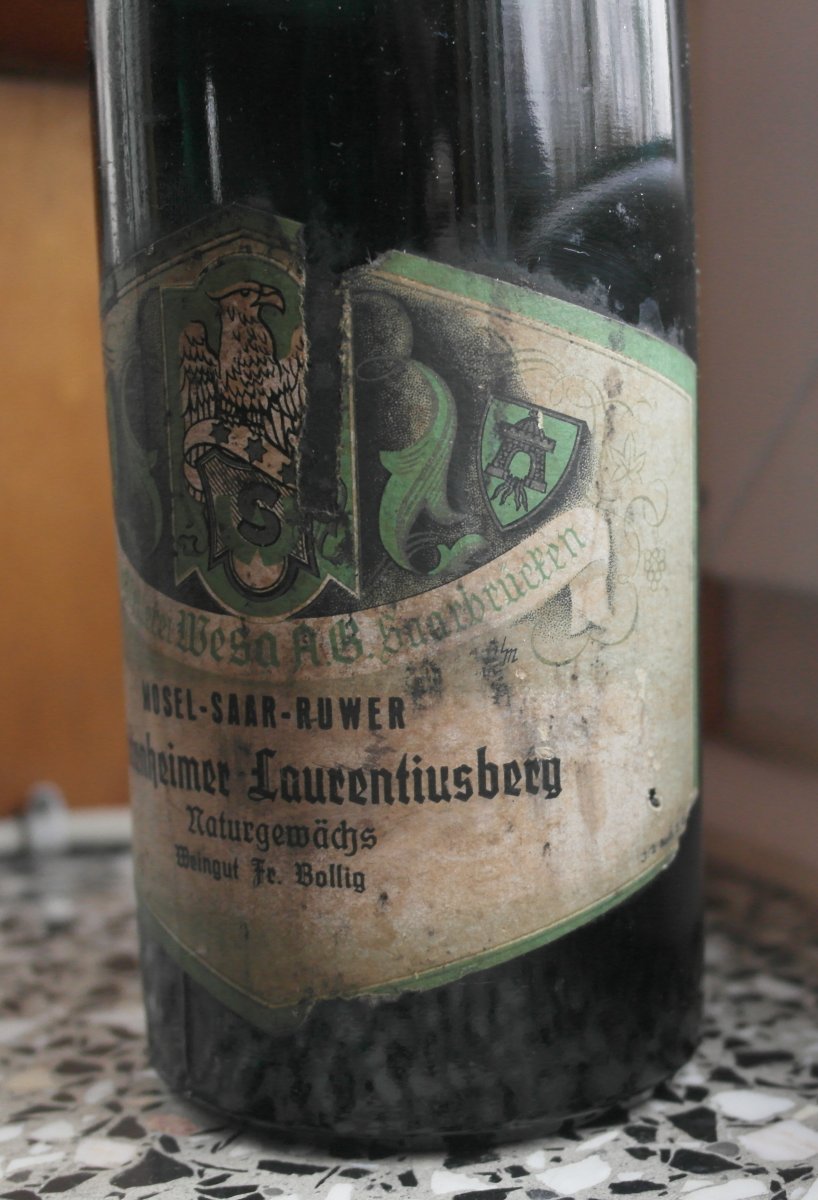 S
Wesa A.G. Saarbrücken
MOSEL-SAAR-RUWER
Laurentiusberg
Naturgewächs
Weingut Fr. Bollig